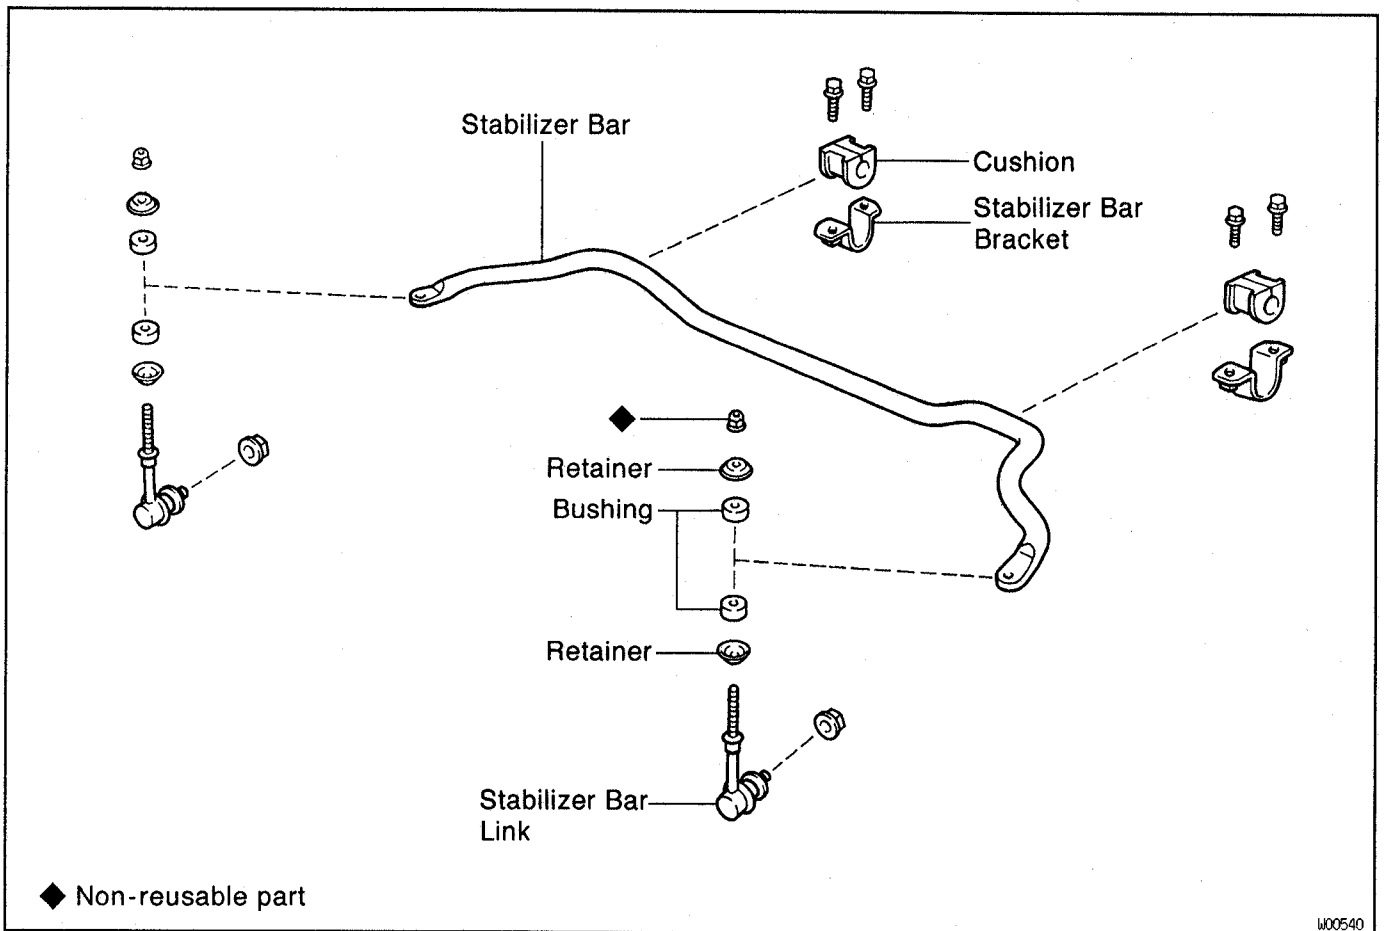 Stabilizer Bar
Cushion
Stabilizer Bar
Bracket
◆
Retainer
Bushing
Retainer
Stabilizer Bar
Link
◆ Non-reusable part
W00540